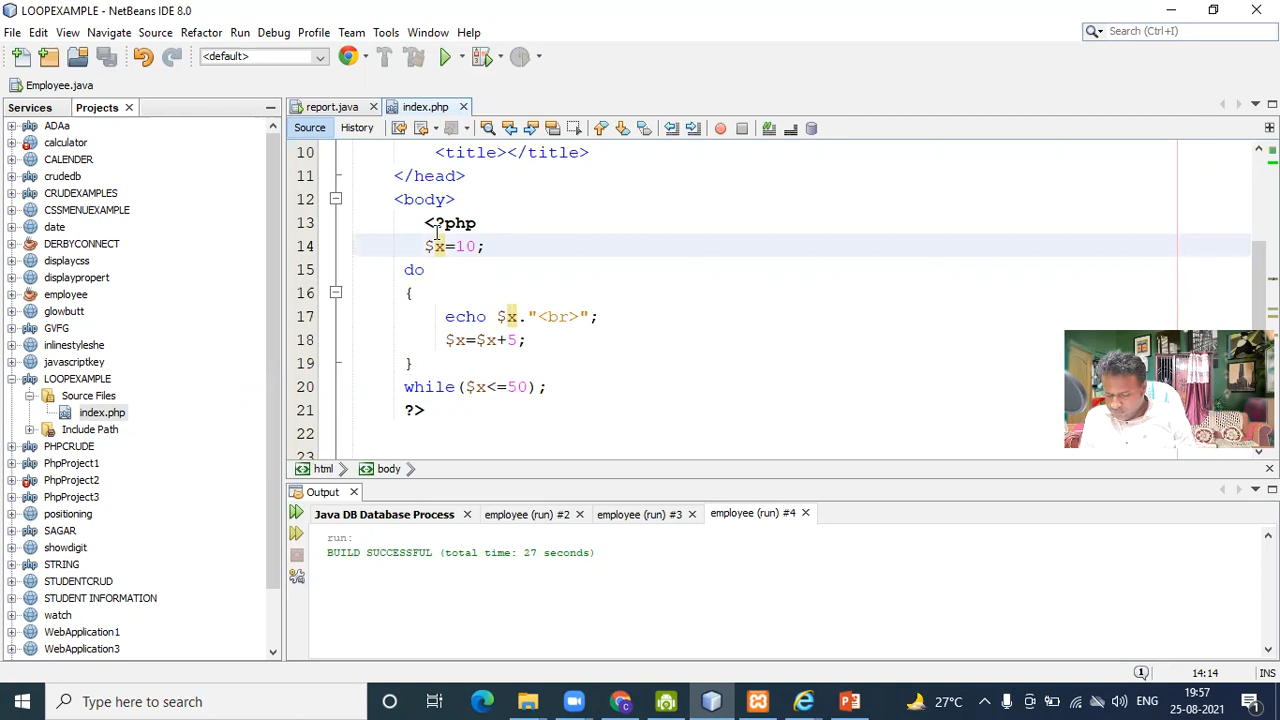 LOOPEXAMPLE - NetBeans IDE 8.0
File Edit View Navigate Source Refactor Run Debug Profile Team Tools Window Help
Search (Ctrl+I)
<default>
Employee.java
Services Projects
report.java index.php
Source History
ADAa
calculator
CALENDER
crudedb
CRUDEXAMPLES
CSSMENUEXAMPLE
date
DERBYCONNECT
displaycss
displaypropert
employee
glowbutt
GVFG
inlinestyleshe
javascriptkey
LOOPEXAMPLE
Source Files
index.php
Include Path
PHPCRUDE
PhpProject1
PhpProject2
PhpProject3
positioning
SAGAR
showdigit
STRING
STUDENTCRUD
STUDENT INFORMATION
watch
WebApplication1
WebApplication3
10 <title></title>
11 </head>
12 <body>
13 <?php
14 $x=10;
15 do
16 {
17 echo $x."<br>";
18 $x=$x+5;
19 }
20 while($x<=50);
21 ?>
22
23
html body
Output
Java DB Database Process employee (run) #2 employee (run) #3 employee (run) #4
run:
BUILD SUCCESSFUL (total time: 27 seconds)
1 14:14 INS
Type here to search
27°C
19:57
ENG
25-08-2021
1